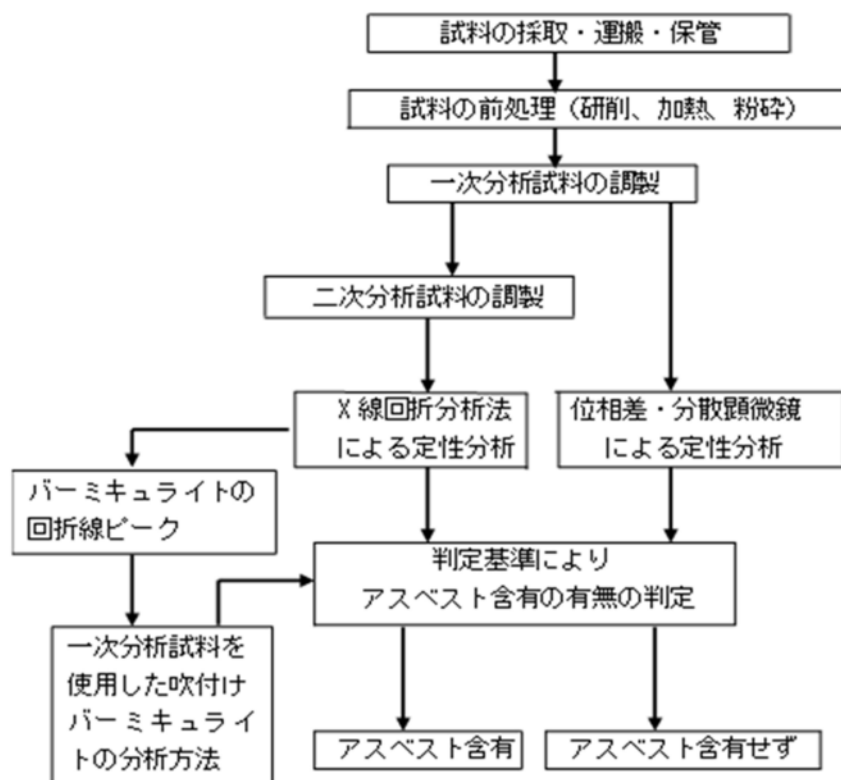 試料の採取・運搬・保管
試料の前処理（研削、加熱、粉砕）
一次分析試料の調製
二次分析試料の調製
X線回折分析法
による定性分析
位相差・分散顕微鏡
による定性分析
バーミキュライトの
回折線ピーク
判定基準により
アスベスト含有の有無の判定
一次分析試料を
使用した吹付け
バーミキュライ
トの分析方法
アスベスト含有
アスベスト含有せず